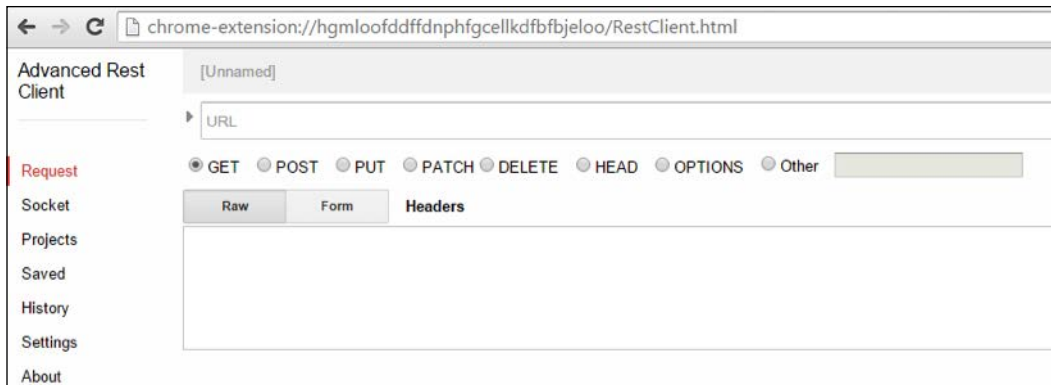 chrome-extension://hgmloofddffdnphfgcellkdfbfbjeloo/RestClient.html
Advanced Rest
Client
[Unnamed]
URL
Request
GET POST PUT PATCH DELETE HEAD OPTIONS Other
Socket
Raw Form Headers
Projects
Saved
History
Settings
About